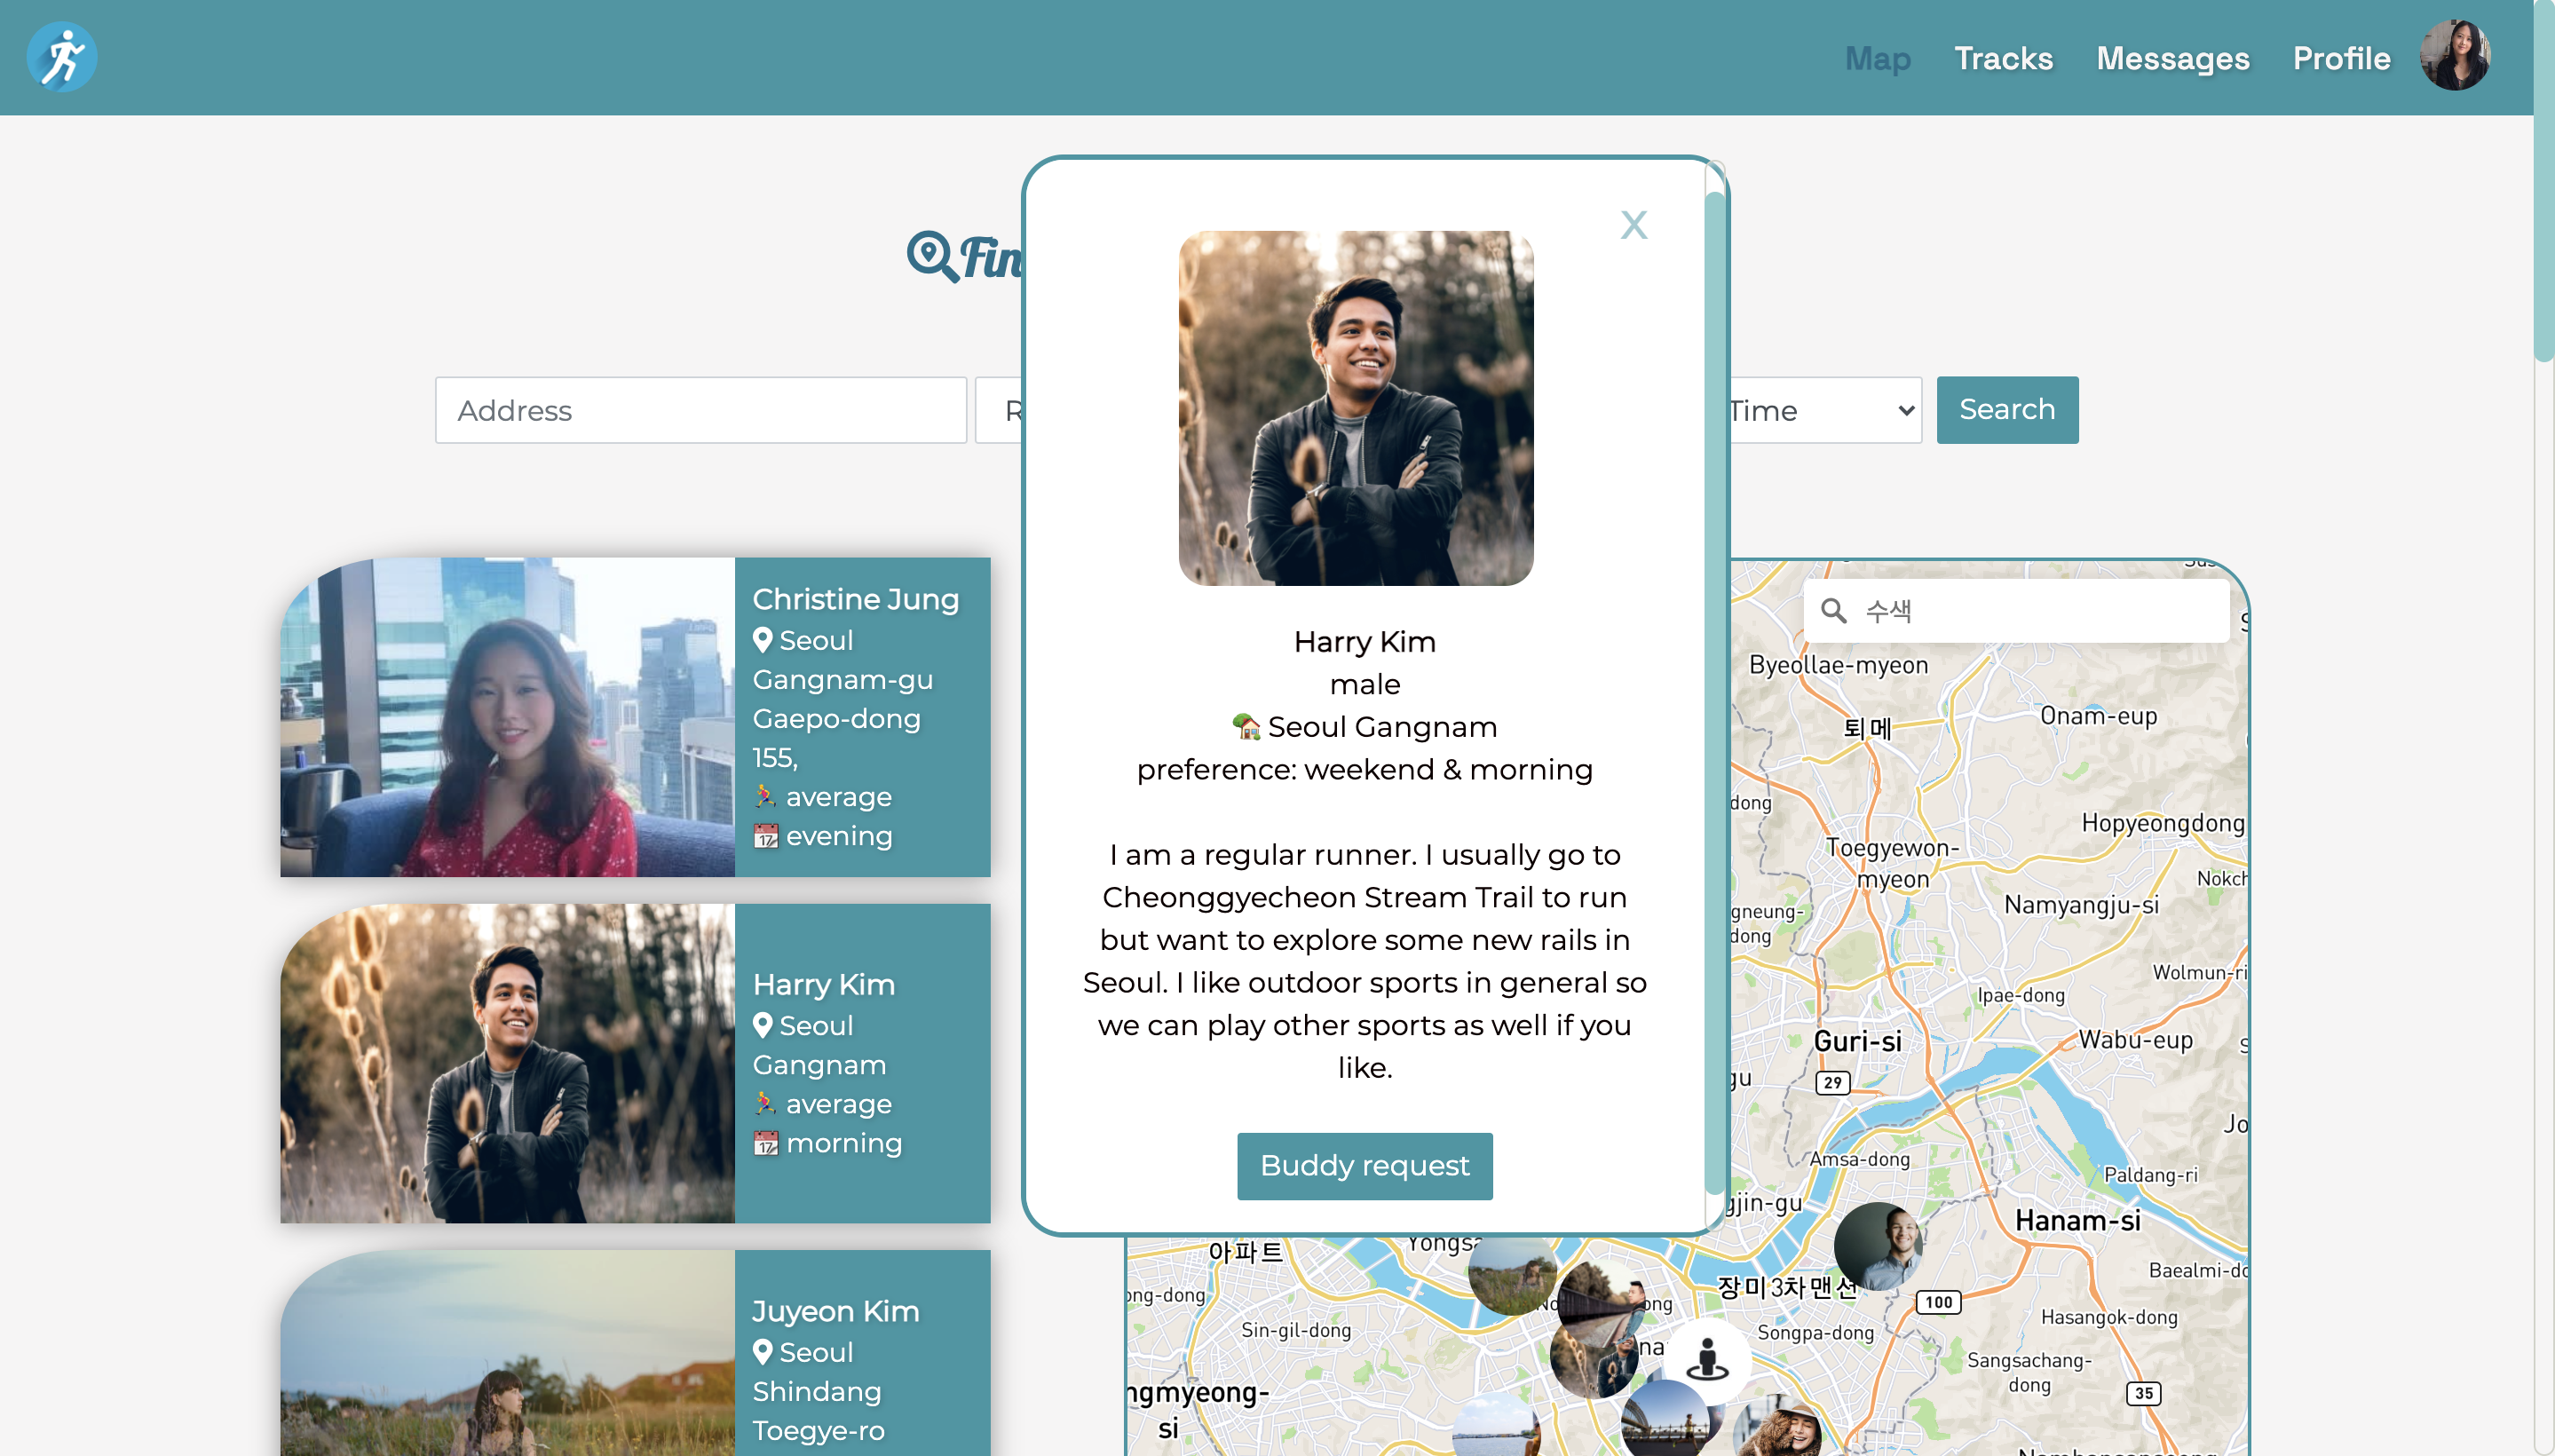 Map Tracks Messages Profile
Fin
Address
R
Time
Search
X
Harry Kim
male
Seoul Gangnam
preference: weekend & morning
I am a regular runner. I usually go to
Cheonggyecheon Stream Trail to run
but want to explore some new rails in
Seoul. I like outdoor sports in general so
we can play other sports as well if you
like.
Buddy request
Christine Jung
Seoul
Gangnam-gu
Gaepo-dong
155,
average
17 evening
Harry Kim
Seoul
Gangnam
average
17 morning
Juyeon Kim
Seoul
Shindang
Toegye-ro
수색
Byeollae-myeon
퇴메
Onam-eup
dong
Hopyeongdong
Toegyewon-
myeon
Nokch
gneung-
dong
Namyangju-si
Wolmun-ri
Ipae-dong
Guri-si
Wabu-eup
gu
29
Jo
Amsa-dong
Paldang-ri
gjin-gu
Hanam-si
아파트
Yongsa
Baealmi-do
장미3차맨션
ong-dong
No
ong
100
Hasangok-dong
Sin-gil-dong
na
Songpa-dong
Sangsachang-
dong
ngmyeong-
si
35